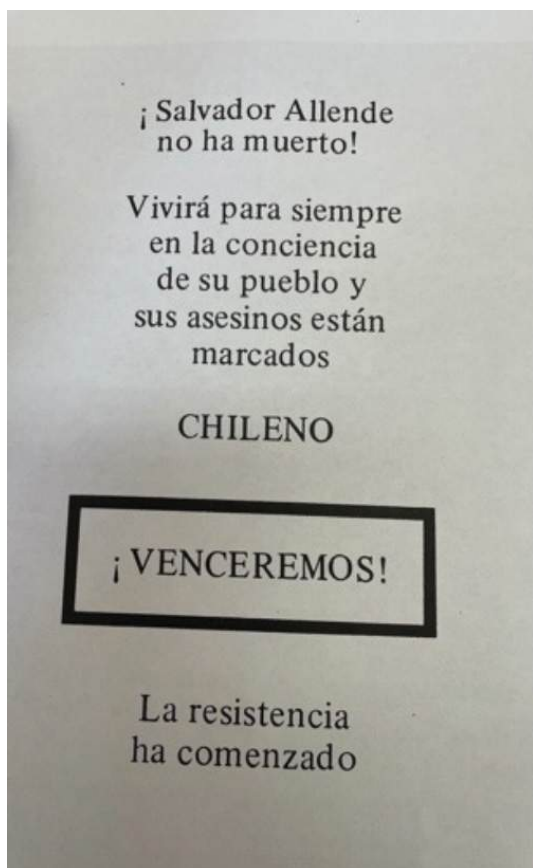 ¡Salvador Allende
no ha muerto!
Vivirá para siempre
en la conciencia
de su pueblo y
sus asesinos están
marcados
CHILENO
¡VENCEREMOS!
La resistencia
ha comenzado